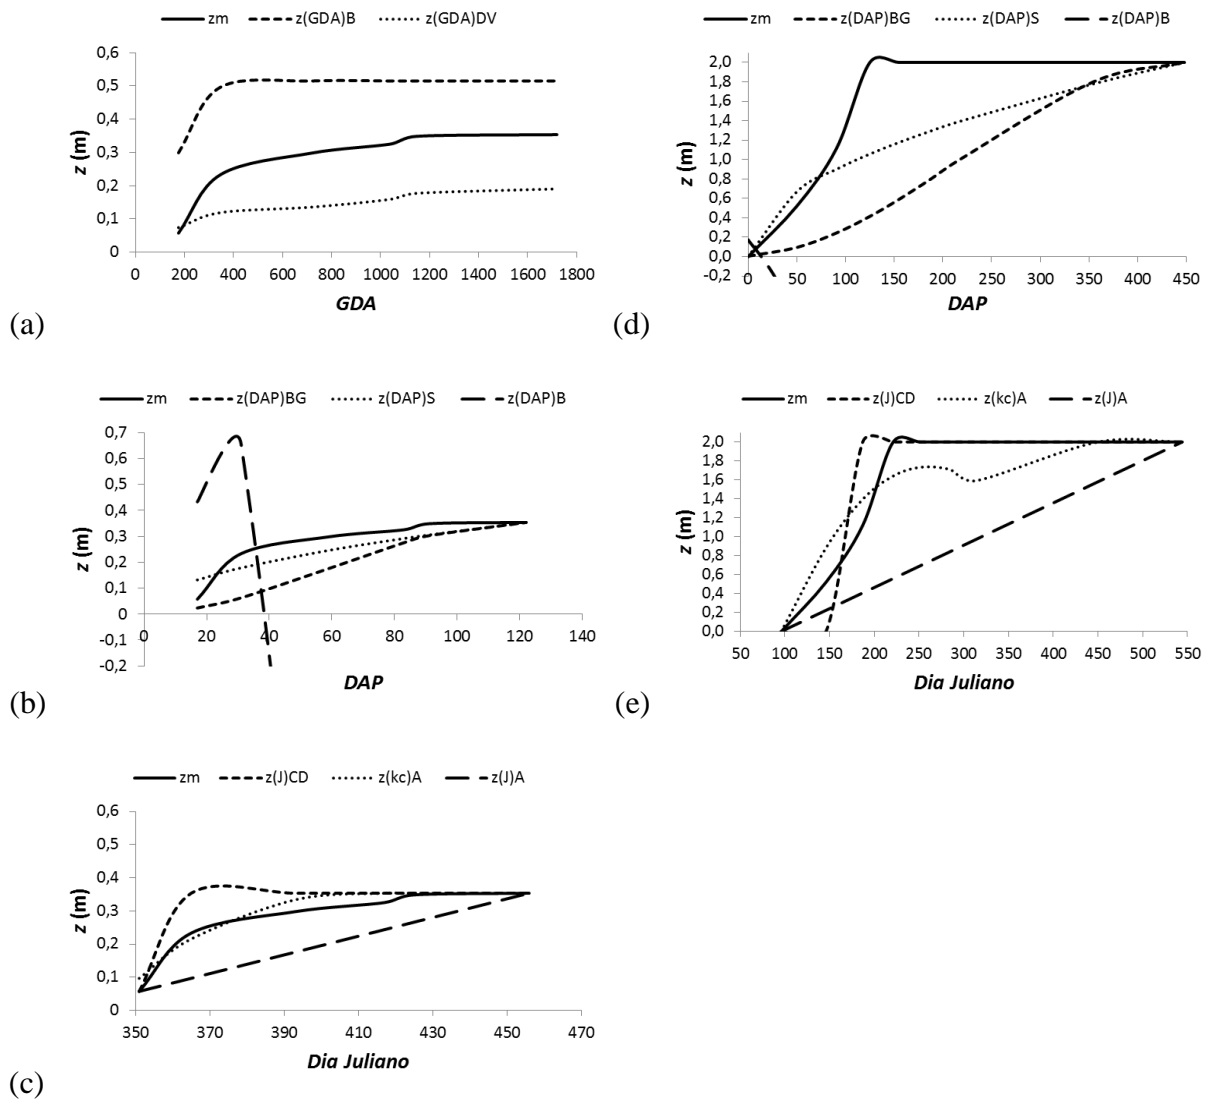 zm z(GDA)B z(GDA)DV
0,6
0,5
0,4
0,3
0,2
0,1
0
z (m)
0 200 400 600 800 1000 1200 1400 1600 1800
GDA
(a)
zm z(DAP)BG z(DAP)S z(DAP)B
2,0
1,8
1,6
1,4
1,2
1,0
0,8
0,6
0,4
0,2
0,0
-0,2
z (m)
0 50 100 150 200 250 300 350 400 450
DAP
(d)
zm z(DAP)BG z(DAP)S z(DAP)B
0,7
0,6
0,5
0,4
0,3
0,2
0,1
0
-0,1
-0,2
z (m)
0 20 40 60 80 100 120 140
DAP
(b)
zm z(J)CD z(kc)A z(J)A
2,0
1,8
1,6
1,4
1,2
1,0
0,8
0,6
0,4
0,2
0,0
z (m)
50 100 150 200 250 300 350 400 450 500 550
Dia Juliano
(e)
zm z(J)CD z(kc)A z(J)A
0,6
0,5
0,4
0,3
0,2
0,1
0
z (m)
350 370 390 410 430 450 470
Dia Juliano
(c)